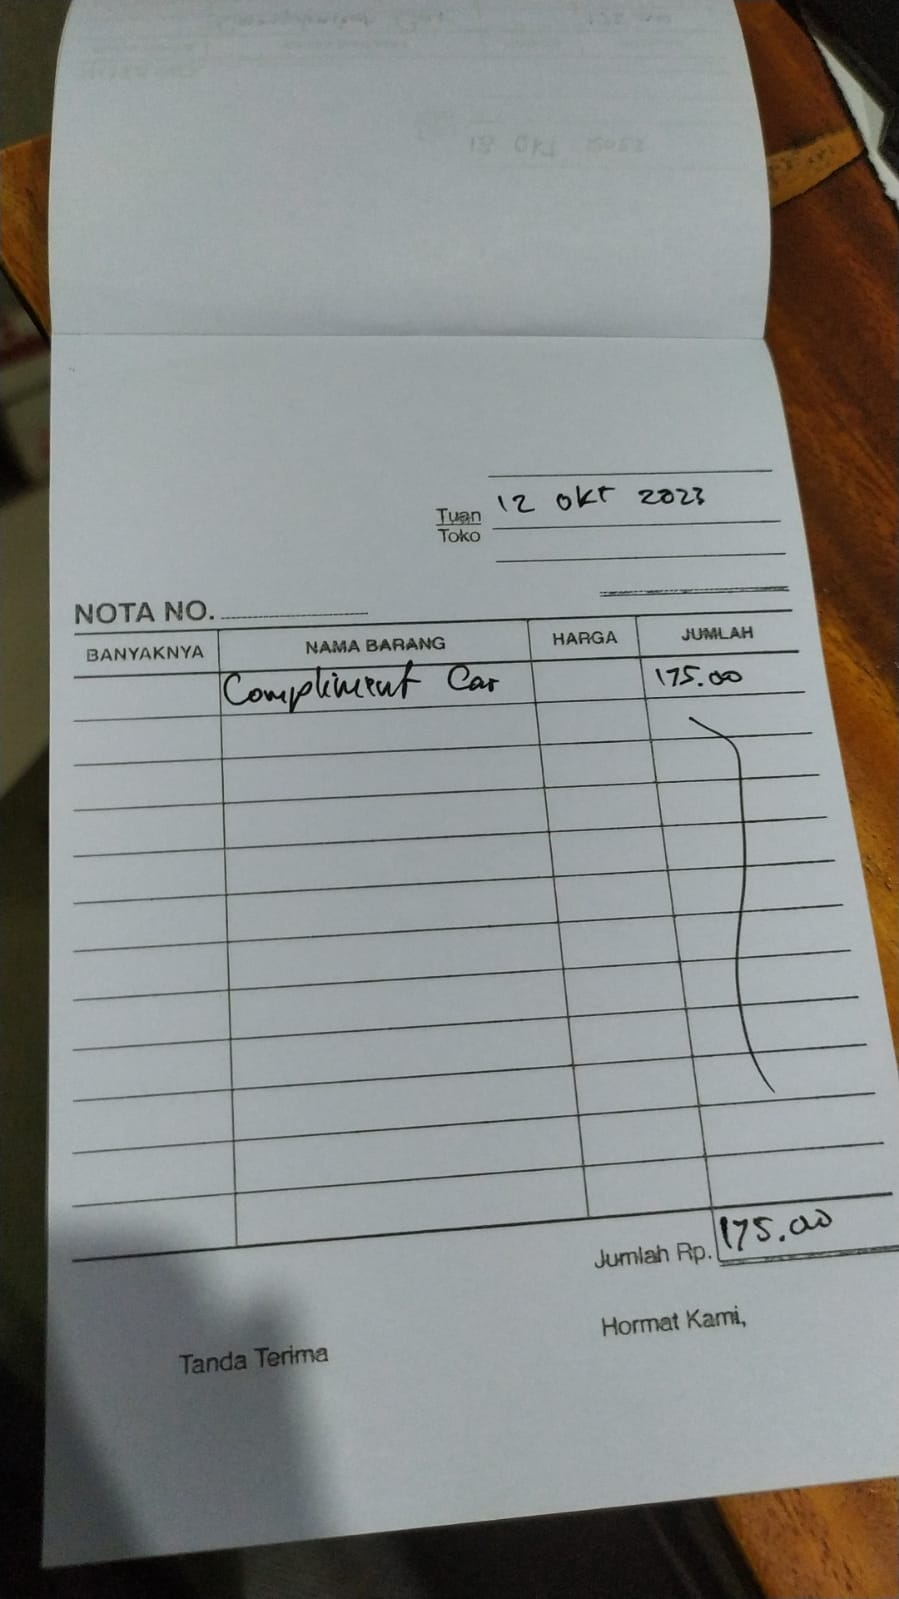 12 Okt 2023
Tuan
Toko
NOTA NO.
BANYAKNYA NAMA BARANG HARGA JUMLAH
Compliment Car 175.00
Jumlah Rp. 175.00
Tanda Terima Hormat Kami,